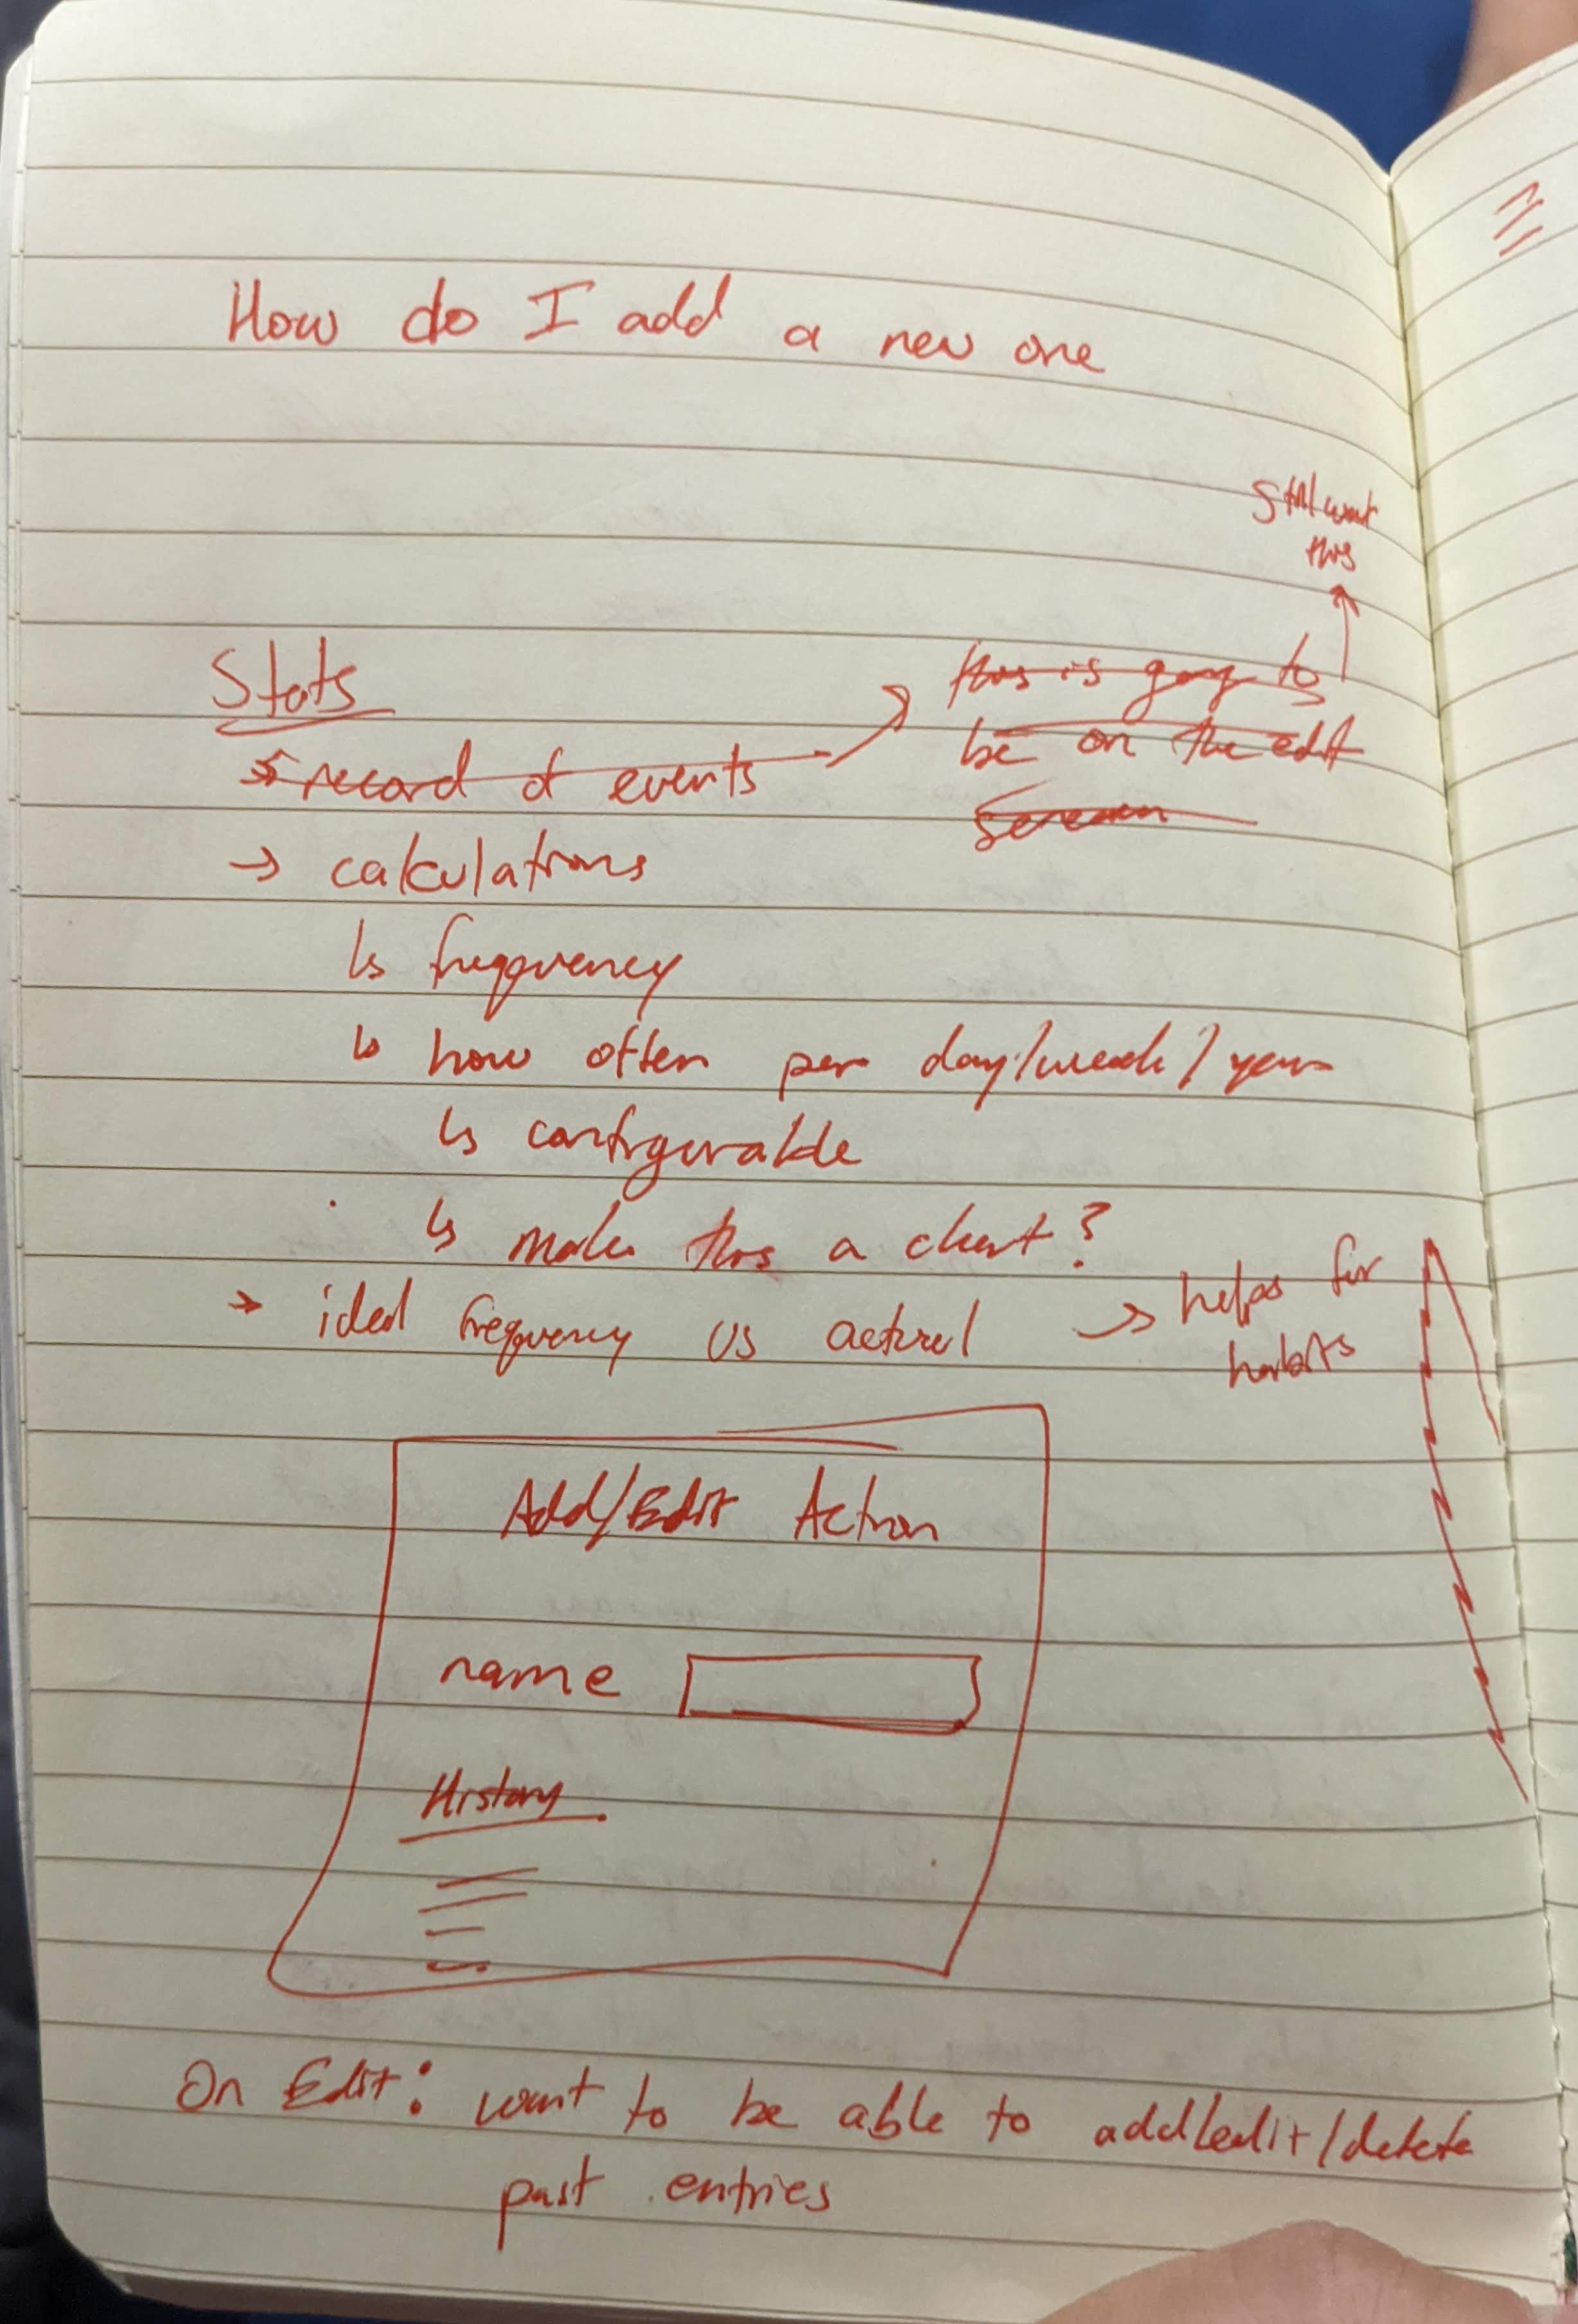 How do I add a new one
Still want
this
Stats
↳ record of events → this is going to
be on the edit
screen
→ calculations
↳ frequency
↳ how often per day/week/year
↳ configurable
↳ make this a chart?
→ ideal frequency vs actual → helps for
habits
Add/Edit Action
name
History
On Edit: want to be able to add/edit/delete
past entries